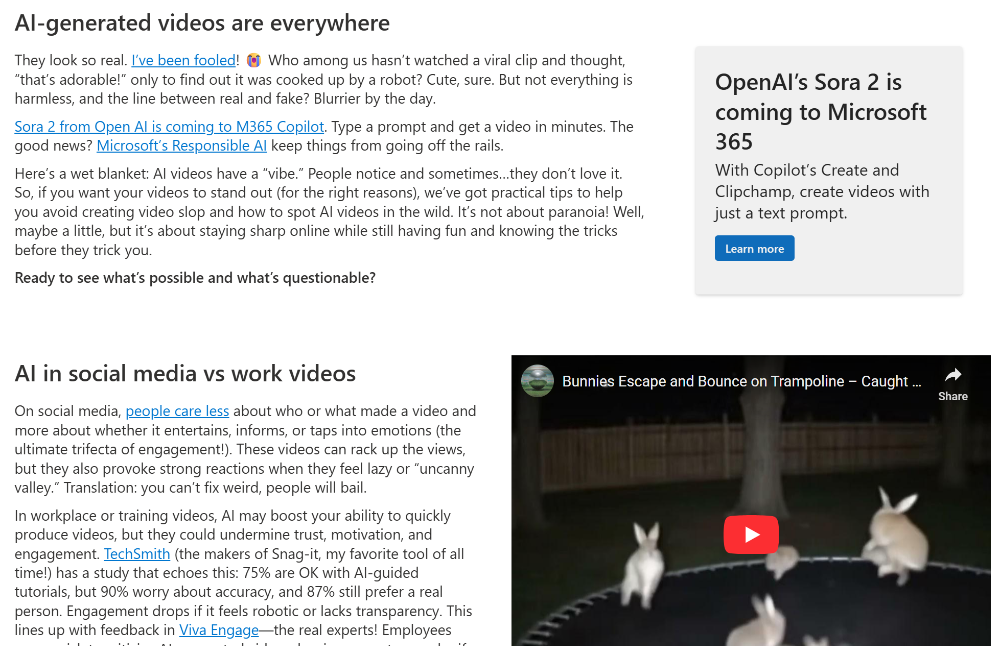 AI-generated videos are everywhere
They look so real. I’ve been fooled! 😭 Who among us hasn’t watched a viral clip and thought,
“that’s adorable!” only to find out it was cooked up by a robot? Cute, sure. But not everything is
harmless, and the line between real and fake? Blurrier by the day.
Sora 2 from Open AI is coming to M365 Copilot. Type a prompt and get a video in minutes. The
good news? Microsoft’s Responsible AI keep things from going off the rails.
Here’s a wet blanket: AI videos have a “vibe.” People notice and sometimes...they don’t love it.
So, if you want your videos to stand out (for the right reasons), we’ve got practical tips to help
you avoid creating video slop and how to spot AI videos in the wild. It’s not about paranoia! Well,
maybe a little, but it’s about staying sharp online while still having fun and knowing the tricks
before they trick you.
Ready to see what’s possible and what’s questionable?
OpenAI’s Sora 2 is
coming to Microsoft
365
With Copilot’s Create and
Clipchamp, create videos with
just a text prompt.
Learn more
AI in social media vs work videos
On social media, people care less about who or what made a video and
more about whether it entertains, informs, or taps into emotions (the
ultimate trifecta of engagement!). These videos can rack up the views,
but they also provoke strong reactions when they feel lazy or “uncanny
valley.” Translation: you can’t fix weird, people will bail.
In workplace or training videos, AI may boost your ability to quickly
produce videos, but they could undermine trust, motivation, and
engagement. TechSmith (the makers of Snag-it, my favorite tool of all
time!) has a study that echoes this: 75% are OK with AI-guided
tutorials, but 90% worry about accuracy, and 87% still prefer a real
person. Engagement drops if it feels robotic or lacks transparency. This
lines up with feedback in Viva Engage—the real experts! Employees
Bunnies Escape and Bounce on Trampoline – Caught ...
Share